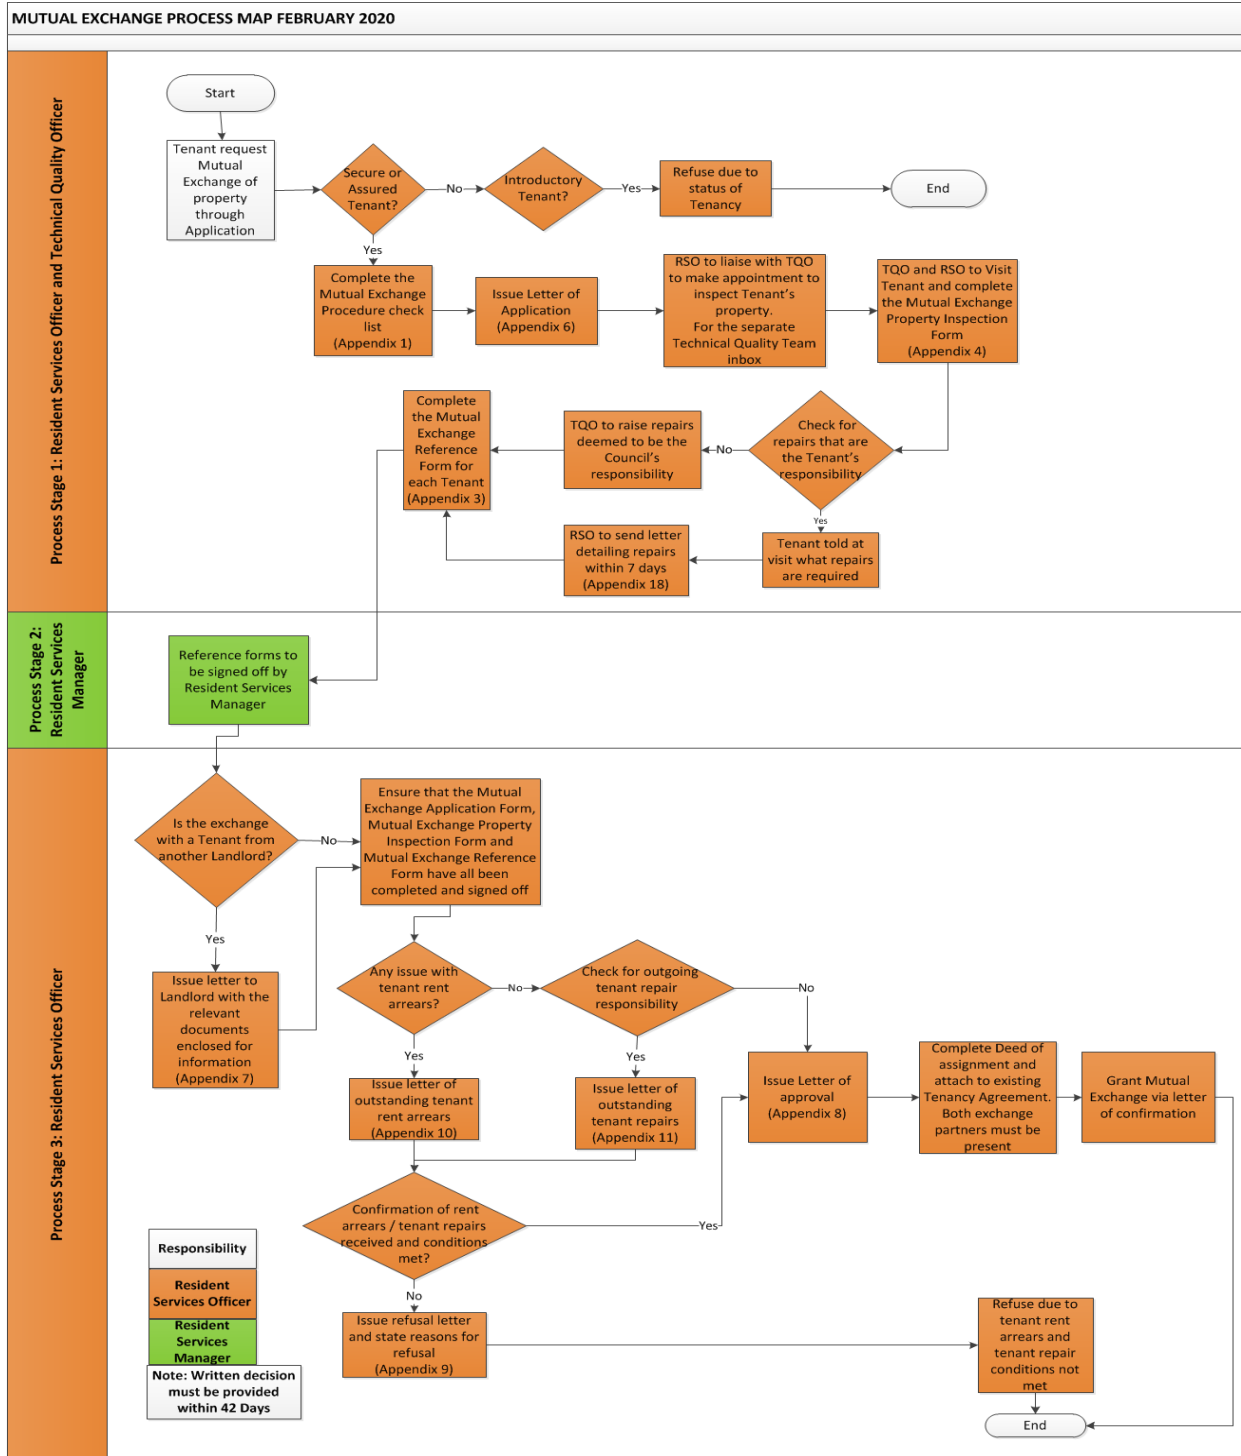 MUTUAL EXCHANGE PROCESS MAP FEBRUARY 2020
Process Stage 1: Resident Services Officer and Technical Quality Officer
Start
Tenant request
Mutual
Exchange of
property
through
Application
Secure or
Assured
Tenant?
No
Introductory
Tenant?
Yes
Refuse due to
status of
Tenancy
End
Yes
Complete the
Mutual Exchange
Procedure check
list
(Appendix 1)
Issue Letter of
Application
(Appendix 6)
RSO to liaise with TQO
to make appointment to
inspect Tenant's
property.
For the separate
Technical Quality Team
inbox
TQO and RSO to Visit
Tenant and complete
the Mutual Exchange
Property Inspection
Form
(Appendix 4)
Check for
repairs that are
the Tenant's
responsibility
No
TQO to raise repairs
deemed to be the
Council's
responsibility
Complete
the Mutual
Exchange
Reference
Form for
each Tenant
(Appendix 3)
Yes
Tenant told at
visit what repairs
are required
RSO to send letter
detailing repairs
within 7 days
(Appendix 18)
Process Stage 2:
Resident Services
Manager
Reference forms to
be signed off by
Resident Services
Manager
Process Stage 3: Resident Services Officer
Is the exchange
with a Tenant from
another Landlord?
No
Ensure that the Mutual
Exchange Application Form,
Mutual Exchange Property
Inspection Form and
Mutual Exchange Reference
Form have all been
completed and signed off
Yes
Issue letter to
Landlord with the
relevant
documents
enclosed for
information
(Appendix 7)
Any issue with
tenant rent
arrears?
No
Check for outgoing
tenant repair
responsibility
No
Yes
Yes
Issue letter of
outstanding tenant
rent arrears
(Appendix 10)
Issue letter of
outstanding
tenant repairs
(Appendix 11)
Issue Letter of
approval
(Appendix 8)
Complete Deed of
assignment and
attach to existing
Tenancy Agreement.
Both exchange
partners must be
present
Grant Mutual
Exchange via letter
of confirmation
Confirmation of rent
arrears / tenant repairs
received and conditions
met?
Yes
No
Issue refusal letter
and state reasons for
refusal
(Appendix 9)
Refuse due to
tenant rent
arrears and
tenant repair
conditions not
met
End
Responsibility
Resident
Services Officer
Resident
Services
Manager
Note: Written decision
must be provided
within 42 Days